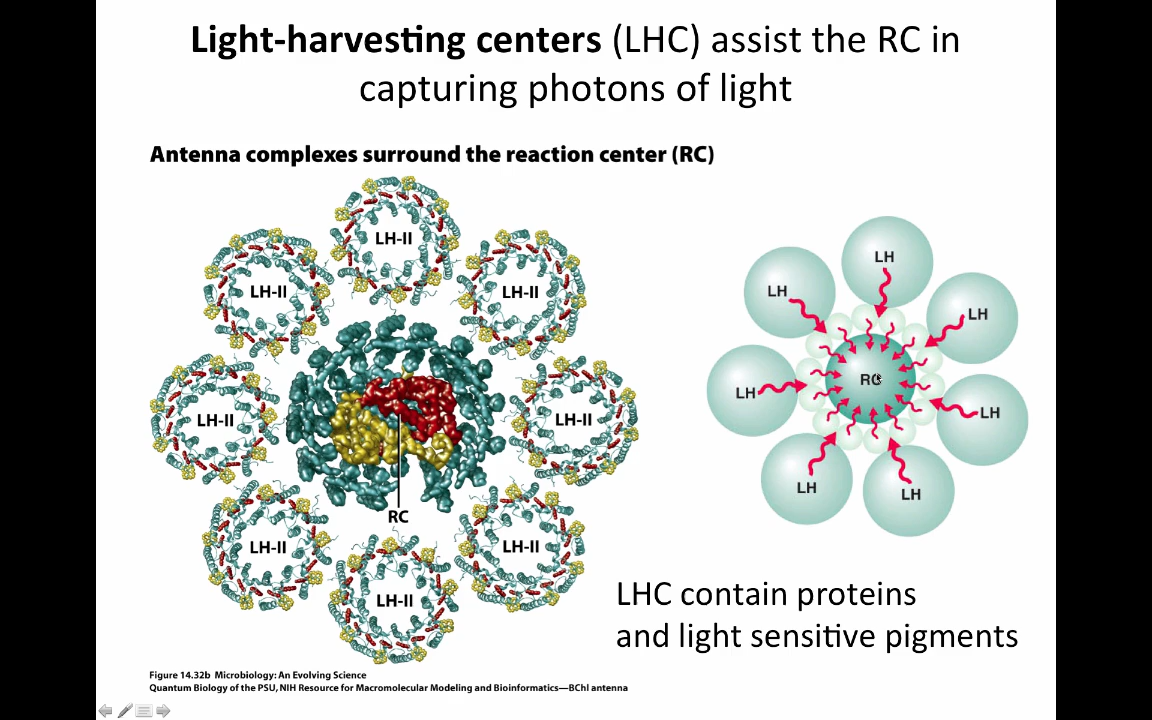 Light-harvesting centers (LHC) assist the RC in
capturing photons of light
Antenna complexes surround the reaction center (RC)
LH-II
LH-II
LH-II
LH-II
LH-II
RC
LH-II
LH-II
LH-II
LH
LH
LH
RC
LH
LH
LH
LH
LHC contain proteins
and light sensitive pigments
Figure 14.32b Microbiology: An Evolving Science
Quantum Biology of the PSU, NIH Resource for Macromolecular Modeling and Bioinformatics—BChl antenna